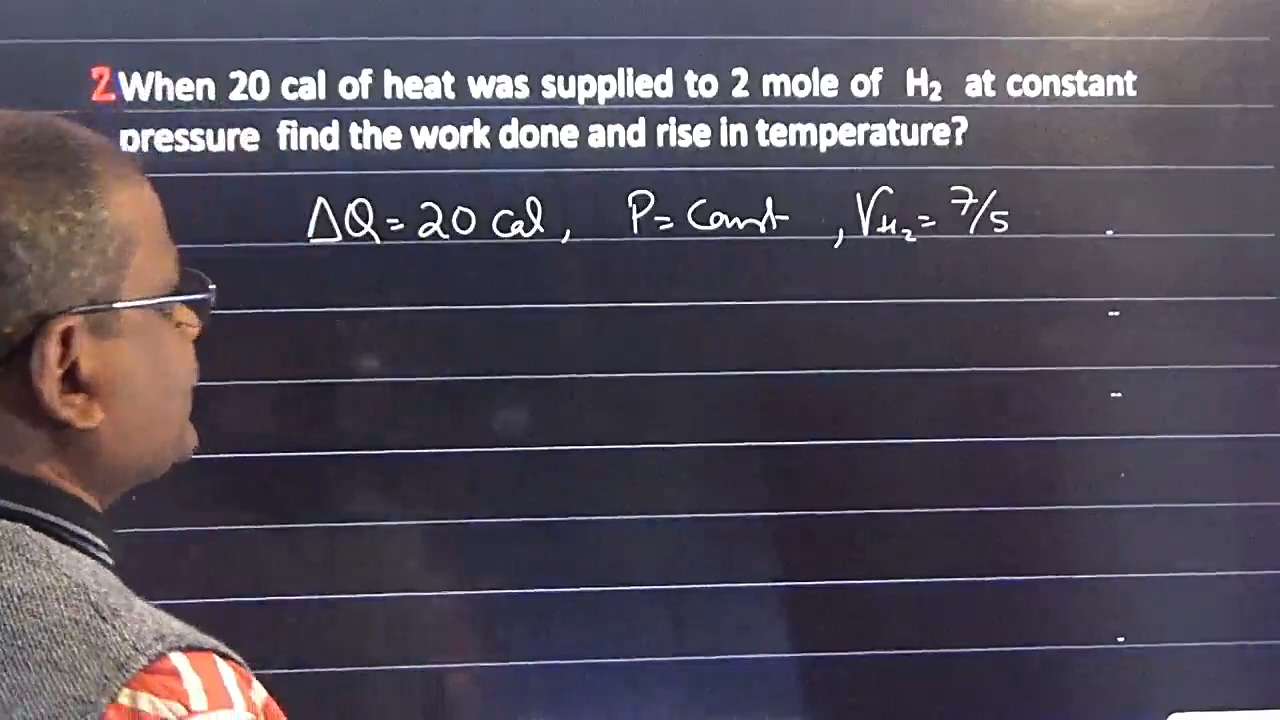 2 When 20 cal of heat was supplied to 2 mole of H₂ at constant
pressure find the work done and rise in temperature?
ΔQ = 20 Cal, P = Const, γH₂ = 7/5